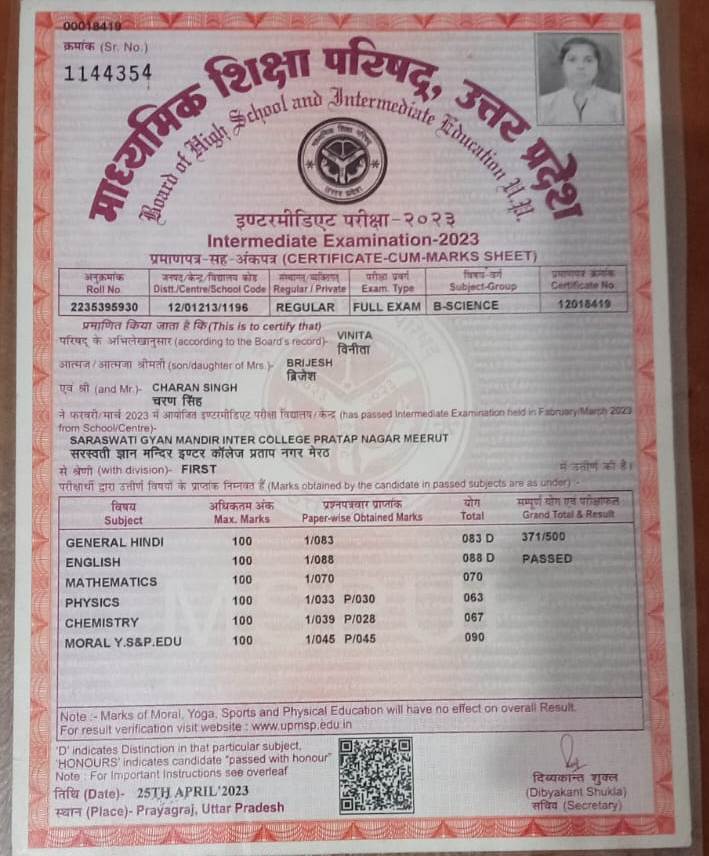 00018419
क्रमांक (Sr. No.)
1144354
माध्यमिक शिक्षा परिषद्, उत्तर प्रदेश
Board of High School and Intermediate Education U.P.
माध्यमिक शिक्षा परिषद्
उत्तर प्रदेश
इण्टरमीडिएट परीक्षा-२०२३
Intermediate Examination-2023
प्रमाणपत्र-सह-अंकपत्र (CERTIFICATE-CUM-MARKS SHEET)
अनुक्रमांक जनपद/केन्द्र/विद्यालय कोड संस्थागत/व्यक्तिगत परीक्षा प्रवर्ग विषय-वर्ग प्रमाणपत्र क्रमांक
Roll No. Distt./Centre/School Code Regular / Private Exam. Type Subject-Group Certificate No.
2235395930 12/01213/1196 REGULAR FULL EXAM B-SCIENCE 12018419
प्रमाणित किया जाता है कि (This is to certify that)
परिषद् के अभिलेखानुसार (according to the Board's record)- VINITA
विनीता
आत्मज/आत्मजा श्रीमती (son/daughter of Mrs.)- BRIJESH
ब्रिजेश
एवं श्री (and Mr.)- CHARAN SINGH
चरण सिंह
ने फरवरी/मार्च 2023 में आयोजित इण्टरमीडिएट परीक्षा विद्यालय/केन्द्र (has passed Intermediate Examination held in February/March 2023
from School/Centre)-
SARASWATI GYAN MANDIR INTER COLLEGE PRATAP NAGAR MEERUT
सरस्वती ज्ञान मन्दिर इण्टर कॉलेज प्रताप नगर मेरठ
से श्रेणी (with division)- FIRST में उत्तीर्ण की है।
परीक्षार्थी द्वारा उत्तीर्ण विषयों के प्राप्तांक निम्नवत हैं (Marks obtained by the candidate in passed subjects are as under) :-
विषय अधिकतम अंक प्रश्नपत्रवार प्राप्तांक योग सम्पूर्ण योग एवं परीक्षाफल
Subject Max. Marks Paper-wise Obtained Marks Total Grand Total & Result
GENERAL HINDI 100 1/083 083 D 371/500
ENGLISH 100 1/088 088 D PASSED
MATHEMATICS 100 1/070 070
PHYSICS 100 1/033 P/030 063
CHEMISTRY 100 1/039 P/028 067
MORAL Y.S&P.EDU 100 1/045 P/045 090
Note :- Marks of Moral, Yoga, Sports and Physical Education will have no effect on overall Result.
For result verification visit website : www.upmsp.edu.in
'D' indicates Distinction in that particular subject.
'HONOURS' indicates candidate "passed with honour"
Note : For Important Instructions see overleaf
तिथि (Date)- 25TH APRIL'2023
स्थान (Place)- Prayagraj, Uttar Pradesh
दिव्यकान्त शुक्ल
(Dibyakant Shukla)
सचिव (Secretary)